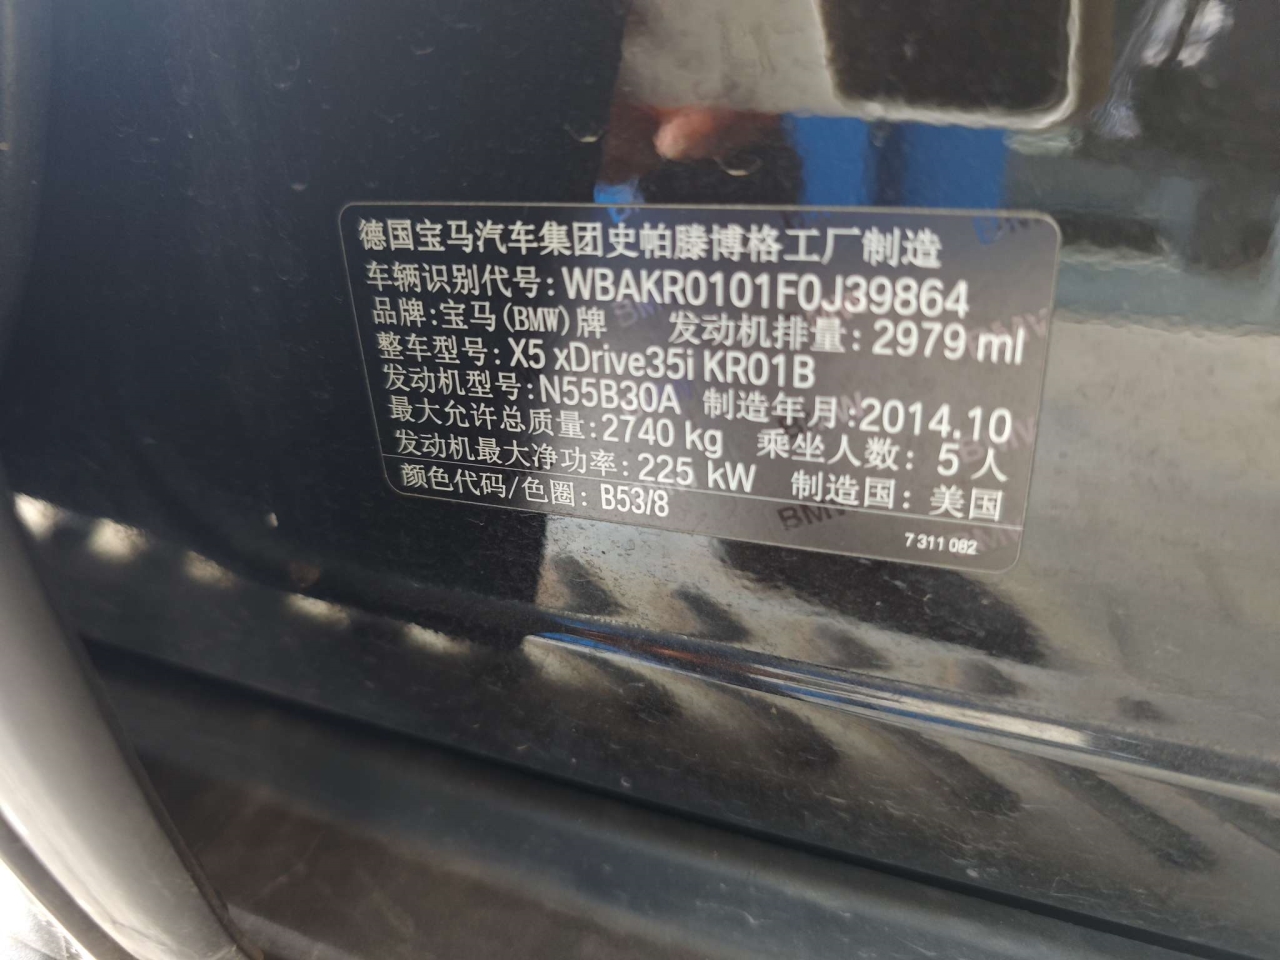 德国宝马汽车集团史帕滕博格工厂制造
车辆识别代号: WBAKR0101F0J39864
品牌:宝马(BMW)牌 发动机排量: 2979 ml
整车型号: X5 xDrive35i KR01B
发动机型号: N55B30A 制造年月:2014.10
最大允许总质量:2740 kg 乘坐人数: 5人
发动机最大净功率: 225 kW 制造国: 美国
颜色代码/色圈: B53/8
7 311 082